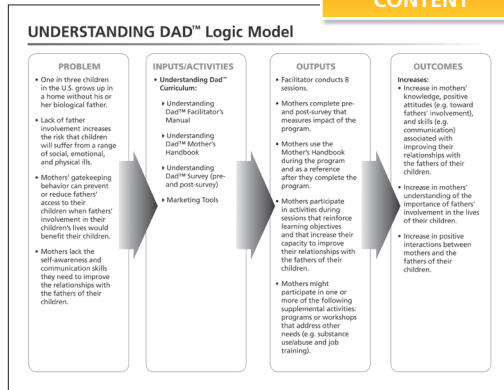 CONTENT
UNDERSTANDING DAD™ Logic Model
PROBLEM
• One in three children
in the U.S. grows up in
a home without his or
her biological father.
• Lack of father
involvement increases
the risk that children
will suffer from a range
of social, emotional,
and physical ills.
• Mothers' gatekeeping
behavior can prevent
or reduce fathers'
access to their
children when fathers'
involvement in their
children's lives would
benefit their children.
• Mothers lack the
self-awareness and
communication skills
they need to improve
the relationships with
the fathers of their
children.
INPUTS/ACTIVITIES
• Understanding Dad™
Curriculum:
Understanding
Dad™ Facilitator's
Manual
Understanding
Dad™ Mother's
Handbook
Understanding
Dad™ Survey (pre-
and post-survey)
Marketing Tools
OUTPUTS
• Facilitator conducts 8
sessions.
• Mothers complete pre-
and post-survey that
measures impact of the
program.
• Mothers use the
Mother's Handbook
during the program
and as a reference
after they complete the
program.
• Mothers participate
in activities during
sessions that reinforce
learning objectives
and that increase their
capacity to improve
their relationships with
the fathers of their
children.
• Mothers might
participate in one or
more of the following
supplemental activities:
programs or workshops
that address other
needs (e.g. substance
use/abuse and job
training).
OUTCOMES
Increases:
• Increase in mothers'
knowledge, positive
attitudes (e.g. toward
fathers' involvement),
and skills (e.g.
communication)
associated with
improving their
relationships with
the fathers of their
children.
• Increase in mothers'
understanding of the
importance of fathers'
involvement in the lives
of their children.
• Increase in positive
interactions between
mothers and the
fathers of their
children.